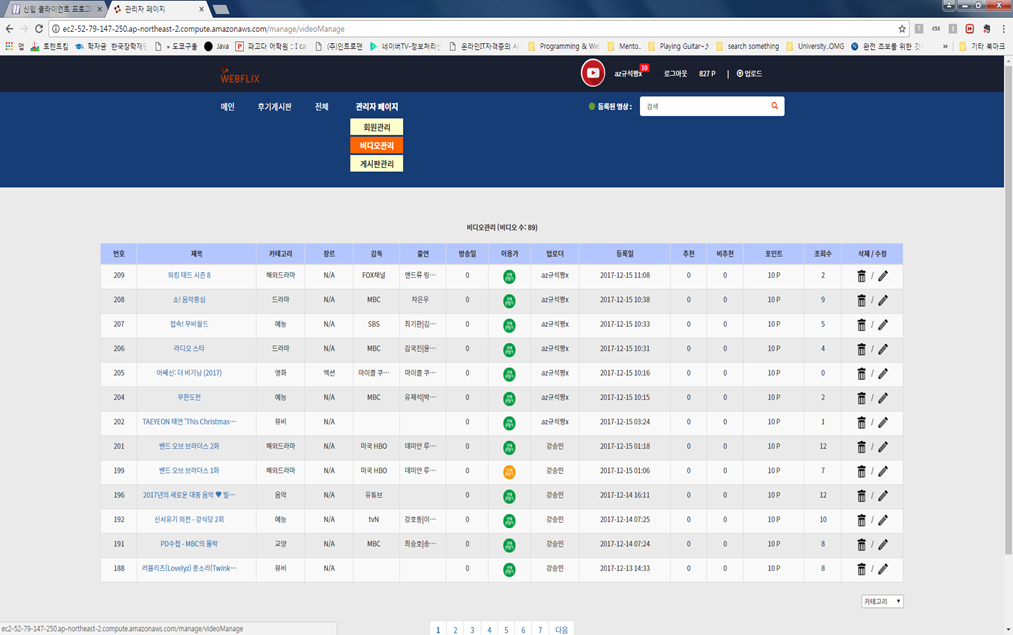 신입 클라이언트 프로그
관리자 페이지
ec2-52-79-147-250.ap-northeast-2.compute.amazonaws.com/manage/videoManage
앱 토렌트킴 학자금 한국장학재단 » 도로구울 Java 파고다 어학원 :: I ca (주)인트로맨 네이버TV-정보처리산 온라인IT자격증의 시 Programming & We Mento.. Playing Guitar~♪ search something University..OMG 완전 초보를 위한 깃 » 기타 북마크
WEBFLIX
az규석짱x 10 로그아웃 827 P | 업로드
메인 후기게시판 전체 관리자 페이지 등록된 영상 : 검색
회원관리
비디오관리
게시판관리
비디오관리 (비디오 수: 89)
번호 제목 카테고리 장르 감독 출연 방송일 이용가 업로더 등록일 추천 비추천 포인트 조회수 삭제 / 수정
209 워킹 데드 시즌 8 해외드라마 N/A FOX채널 앤드류 링… 0 az규석짱x 2017-12-15 11:08 0 0 10 P 2 /
208 쇼! 음악중심 드라마 N/A MBC 차은우 0 az규석짱x 2017-12-15 10:38 0 0 10 P 9 /
207 접속! 무비월드 예능 N/A SBS 최기환|김… 0 az규석짱x 2017-12-15 10:33 0 0 10 P 5 /
206 라디오 스타 드라마 N/A MBC 김국진|윤… 0 az규석짱x 2017-12-15 10:31 0 0 10 P 4 /
205 어쌔신: 더 비기닝 (2017) 영화 액션 마이클 쿠… 마이클 쿠… 0 az규석짱x 2017-12-15 10:16 0 0 10 P 0 /
204 무한도전 예능 N/A MBC 유재석|박… 0 az규석짱x 2017-12-15 10:15 0 0 10 P 2 /
202 TAEYEON 태연 'This Christmas… 뮤비 N/A 0 az규석짱x 2017-12-15 03:24 0 0 10 P 1 /
201 밴드 오브 브라더스 2화 해외드라마 N/A 미국 HBO 데미안 루… 0 강승민 2017-12-15 01:18 0 0 10 P 12 /
199 밴드 오브 브라더스 1화 해외드라마 N/A 미국 HBO 데미안 루… 0 강승민 2017-12-15 01:06 0 0 10 P 7 /
196 2017년의 새로운 대중 음악 ♥ 빌… 음악 N/A 유튜브 0 강승민 2017-12-14 16:11 0 0 10 P 12 /
192 신서유기 외전 - 강식당 2회 예능 N/A tvN 강호동|이… 0 강승민 2017-12-14 07:25 0 0 10 P 10 /
191 PD수첩 - MBC의 몰락 교양 N/A MBC 최승호|송… 0 강승민 2017-12-14 07:24 0 0 10 P 8 /
188 러블리즈(Lovelyz) 종소리(Twink… 뮤비 N/A 0 강승민 2017-12-13 14:33 0 0 10 P 8 /
카테고리
1 2 3 4 5 6 7 다음
ec2-52-79-147-250.ap-northeast-2.compute.amazonaws.com/manage/videoManage